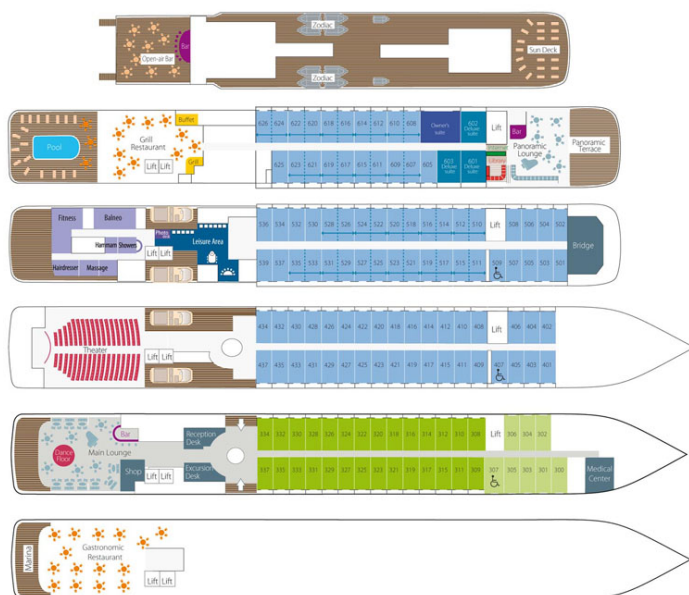 Zodiac
Bar
Open-air Bar
Sun Deck
Zodiac
626 624 620 618 616 614 612 610 608
Owner's
suite
602
Deluxe
suite
Lift
Buffet
Bar
Pool
Grill
Restaurant
Lift Lift
Grill
Library
Panoramic
Lounge
Panoramic
Terrace
625 623 621 619 617 615 611 609 607 605
603
Deluxe
suite
601
Deluxe
suite
Fitness
Balneo
Photo
536 534 532 530 528 526 524 522 520 518 516 514 512 510
Lift
508 506 504 502
Leisure Area
Hammam Showers
Lift Lift
Bridge
Hairdresser
Massage
539 537 535 533 531 529 527 525 523 521 519 517 515 511 509 507 505 503 501
434 432 430 428 426 424 422 420 418 416 414 412 410 408
Lift
406 404 402
Theater
Lift Lift
437 435 433 431 429 427 425 423 421 419 417 415 411 409 407 405 403 401
Bar
Reception
Desk
334 332 330 328 326 324 322 320 318 316 314 312 310 308
Lift
306 304 302
Dance
Floor
Main Lounge
Shop
Lift Lift
Excursion
Desk
337 335 333 331 329 327 325 323 321 319 317 315 311 309 307 305 303 301 300
Medical
Center
Marina
Gastronomic
Restaurant
Lift Lift